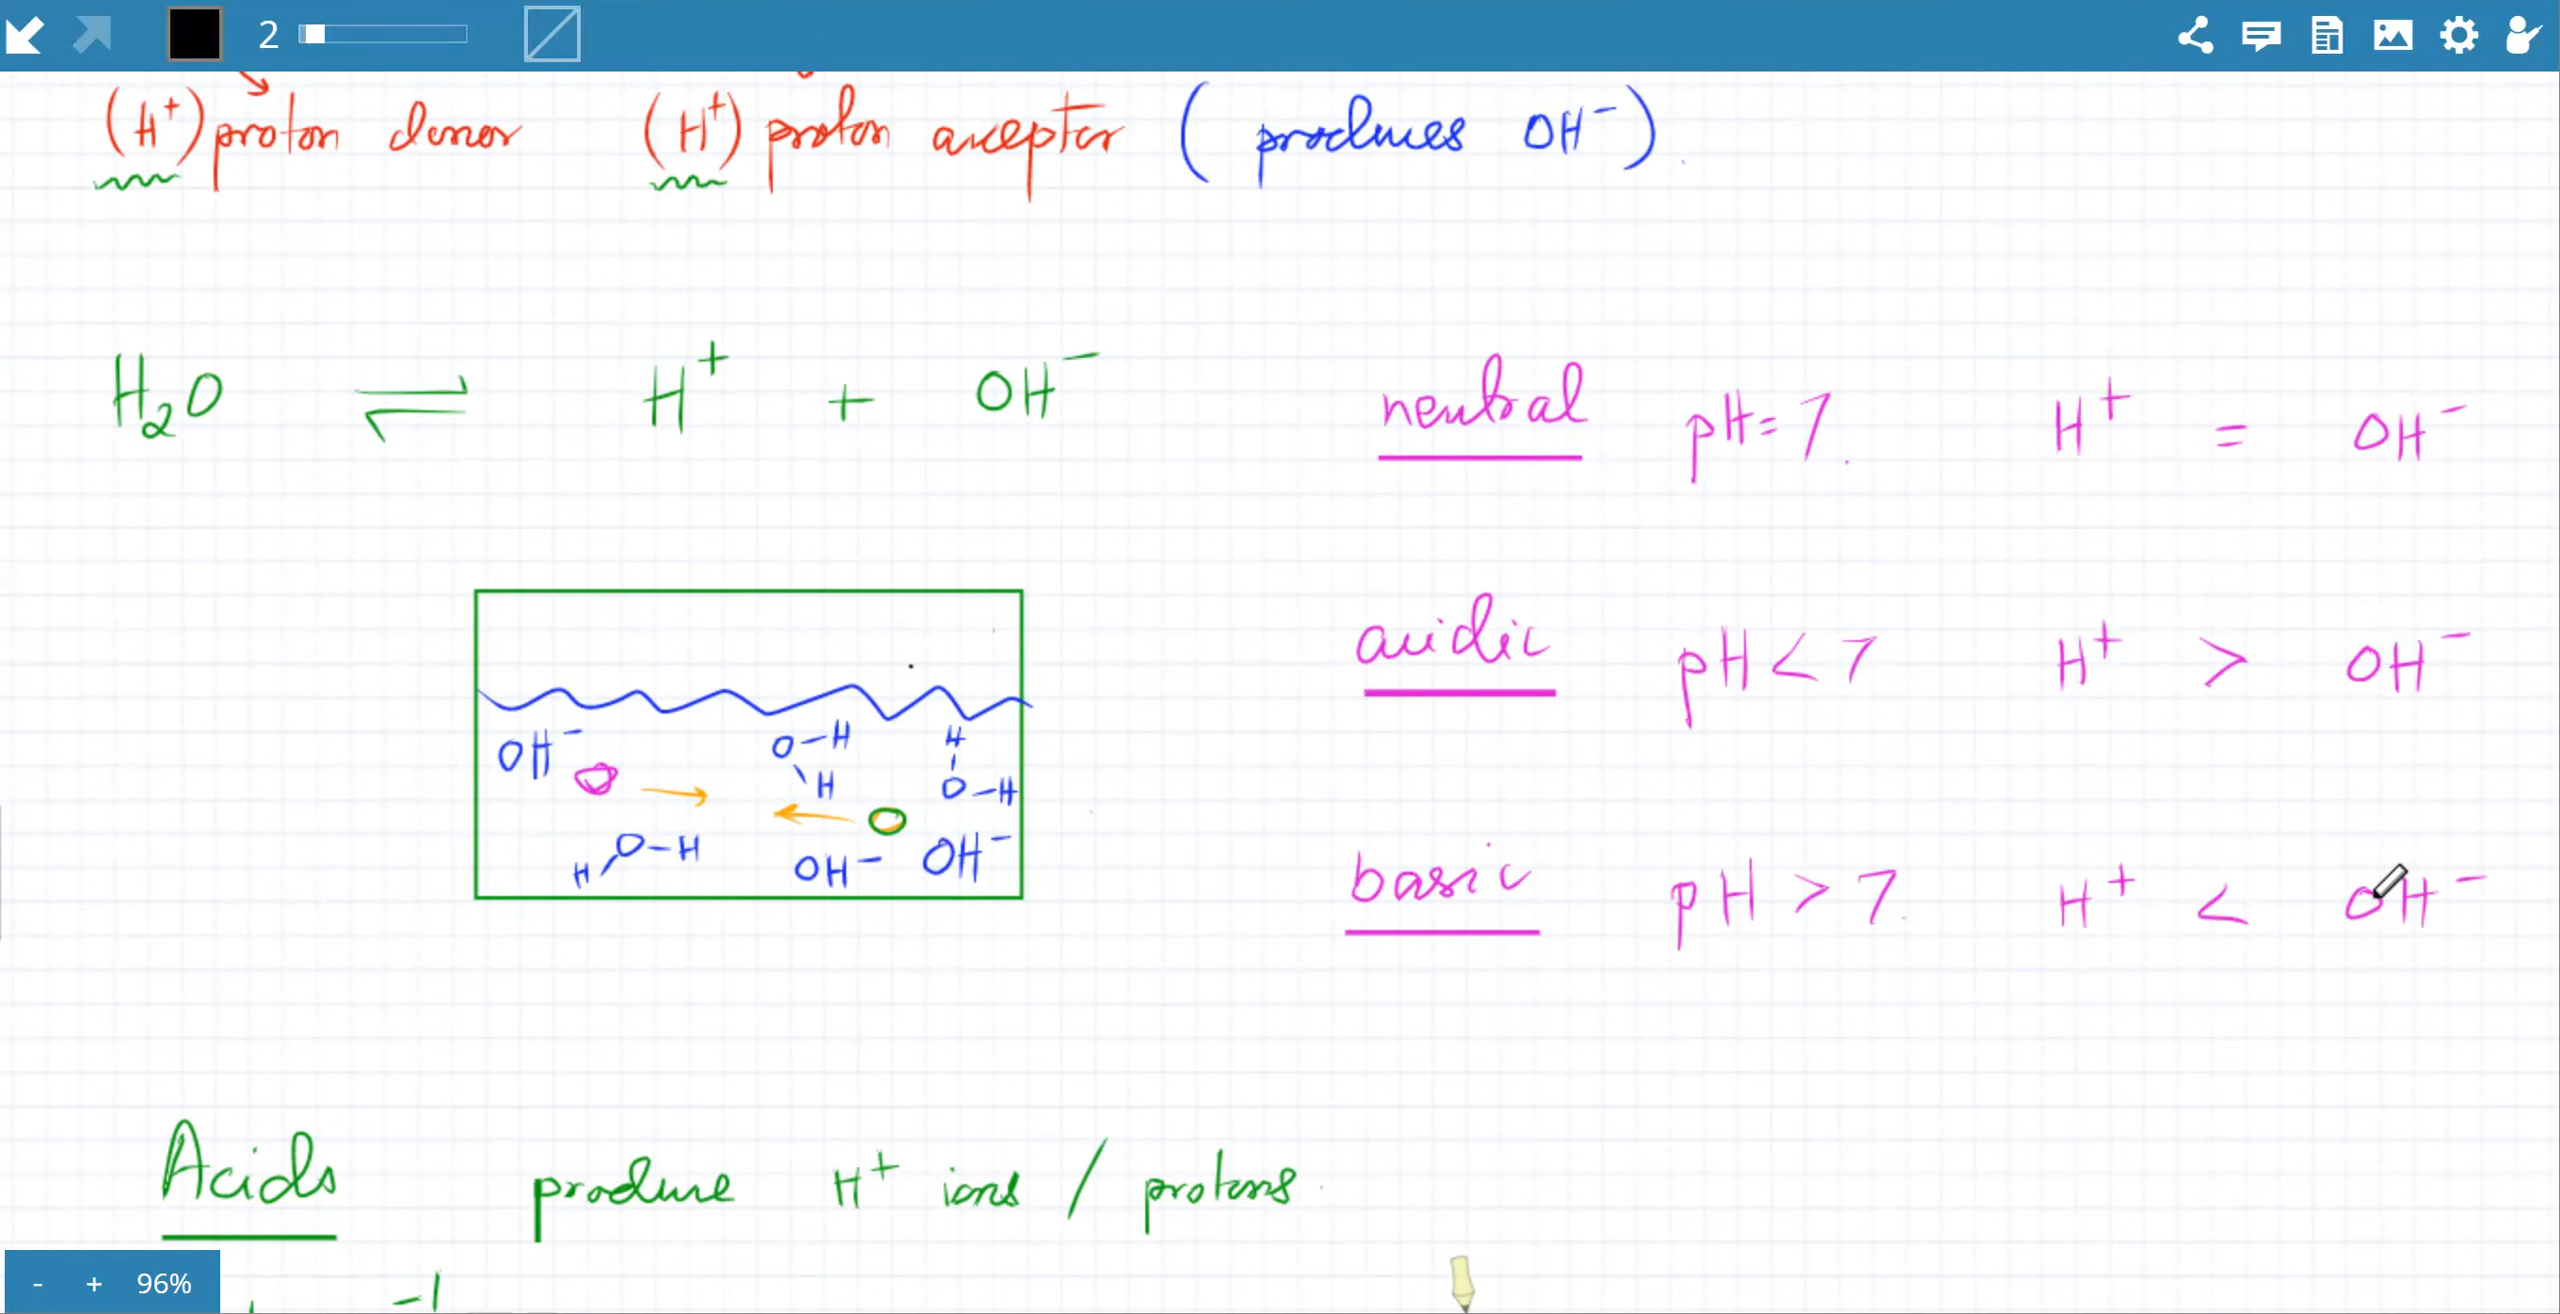 2
(H⁺) proton donor (H⁺) proton acceptor ( produces OH⁻ )
H₂O ⇌ H⁺ + OH⁻
neutral pH = 7. H⁺ = OH⁻
acidic pH < 7 H⁺ > OH⁻
basic pH > 7. H⁺ < OH⁻
OH⁻ O-H H H
H O-H
H O-H OH⁻ OH⁻
Acids produce H⁺ ions / protons.
- + 96%